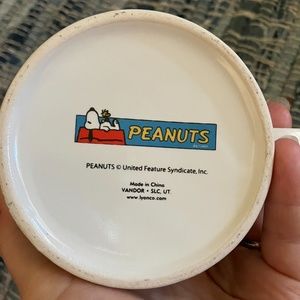 PEANUTS
PEANUTS © United Feature Syndicate, Inc.
Made in China
VANDOR • SLC, UT.
www.lyonco.com